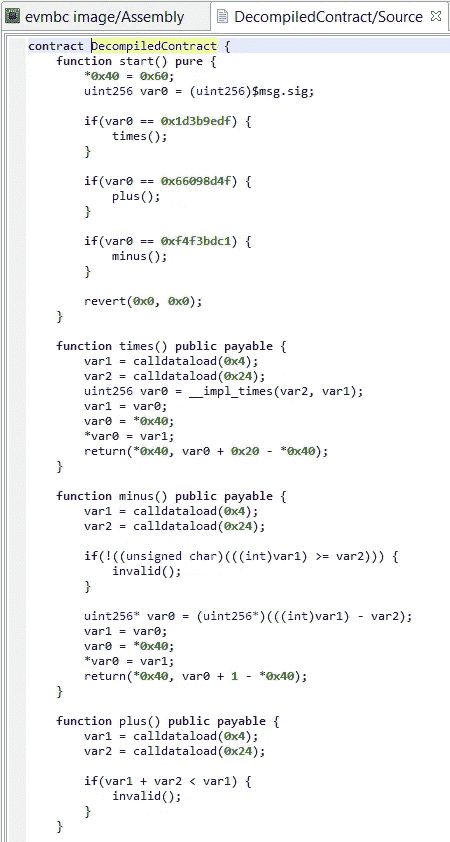 evmbc image/Assembly
DecompiledContract/Source
contract DecompiledContract {
    function start() pure {
        *0x40 = 0x60;
        uint256 var0 = (uint256)$msg.sig;

        if(var0 == 0x1d3b9edf) {
            times();
        }

        if(var0 == 0x66098d4f) {
            plus();
        }

        if(var0 == 0xf4f3bdc1) {
            minus();
        }

        revert(0x0, 0x0);
    }

    function times() public payable {
        var1 = calldataload(0x4);
        var2 = calldataload(0x24);
        uint256 var0 = __impl_times(var2, var1);
        var1 = var0;
        var0 = *0x40;
        *var0 = var1;
        return(*0x40, var0 + 0x20 - *0x40);
    }

    function minus() public payable {
        var1 = calldataload(0x4);
        var2 = calldataload(0x24);

        if(!((unsigned char)(((int)var1) >= var2))) {
            invalid();
        }

        uint256* var0 = (uint256*)(((int)var1) - var2);
        var1 = var0;
        var0 = *0x40;
        *var0 = var1;
        return(*0x40, var0 + 1 - *0x40);
    }

    function plus() public payable {
        var1 = calldataload(0x4);
        var2 = calldataload(0x24);

        if(var1 + var2 < var1) {
            invalid();
        }
    }